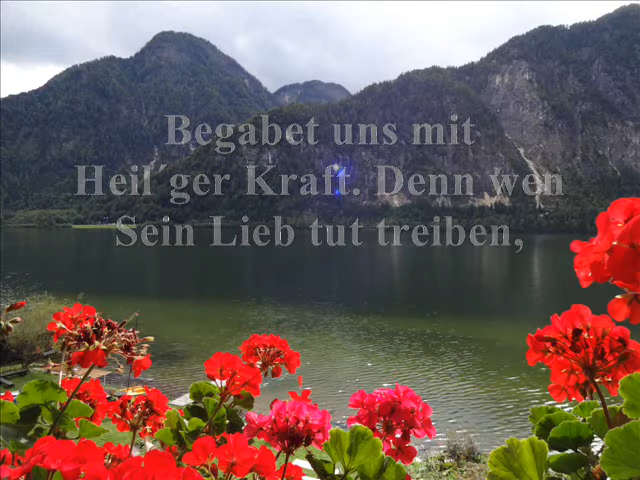 Begabet uns mit
Heil'ger Kraft. Denn wen
Sein Lieb tut treiben,